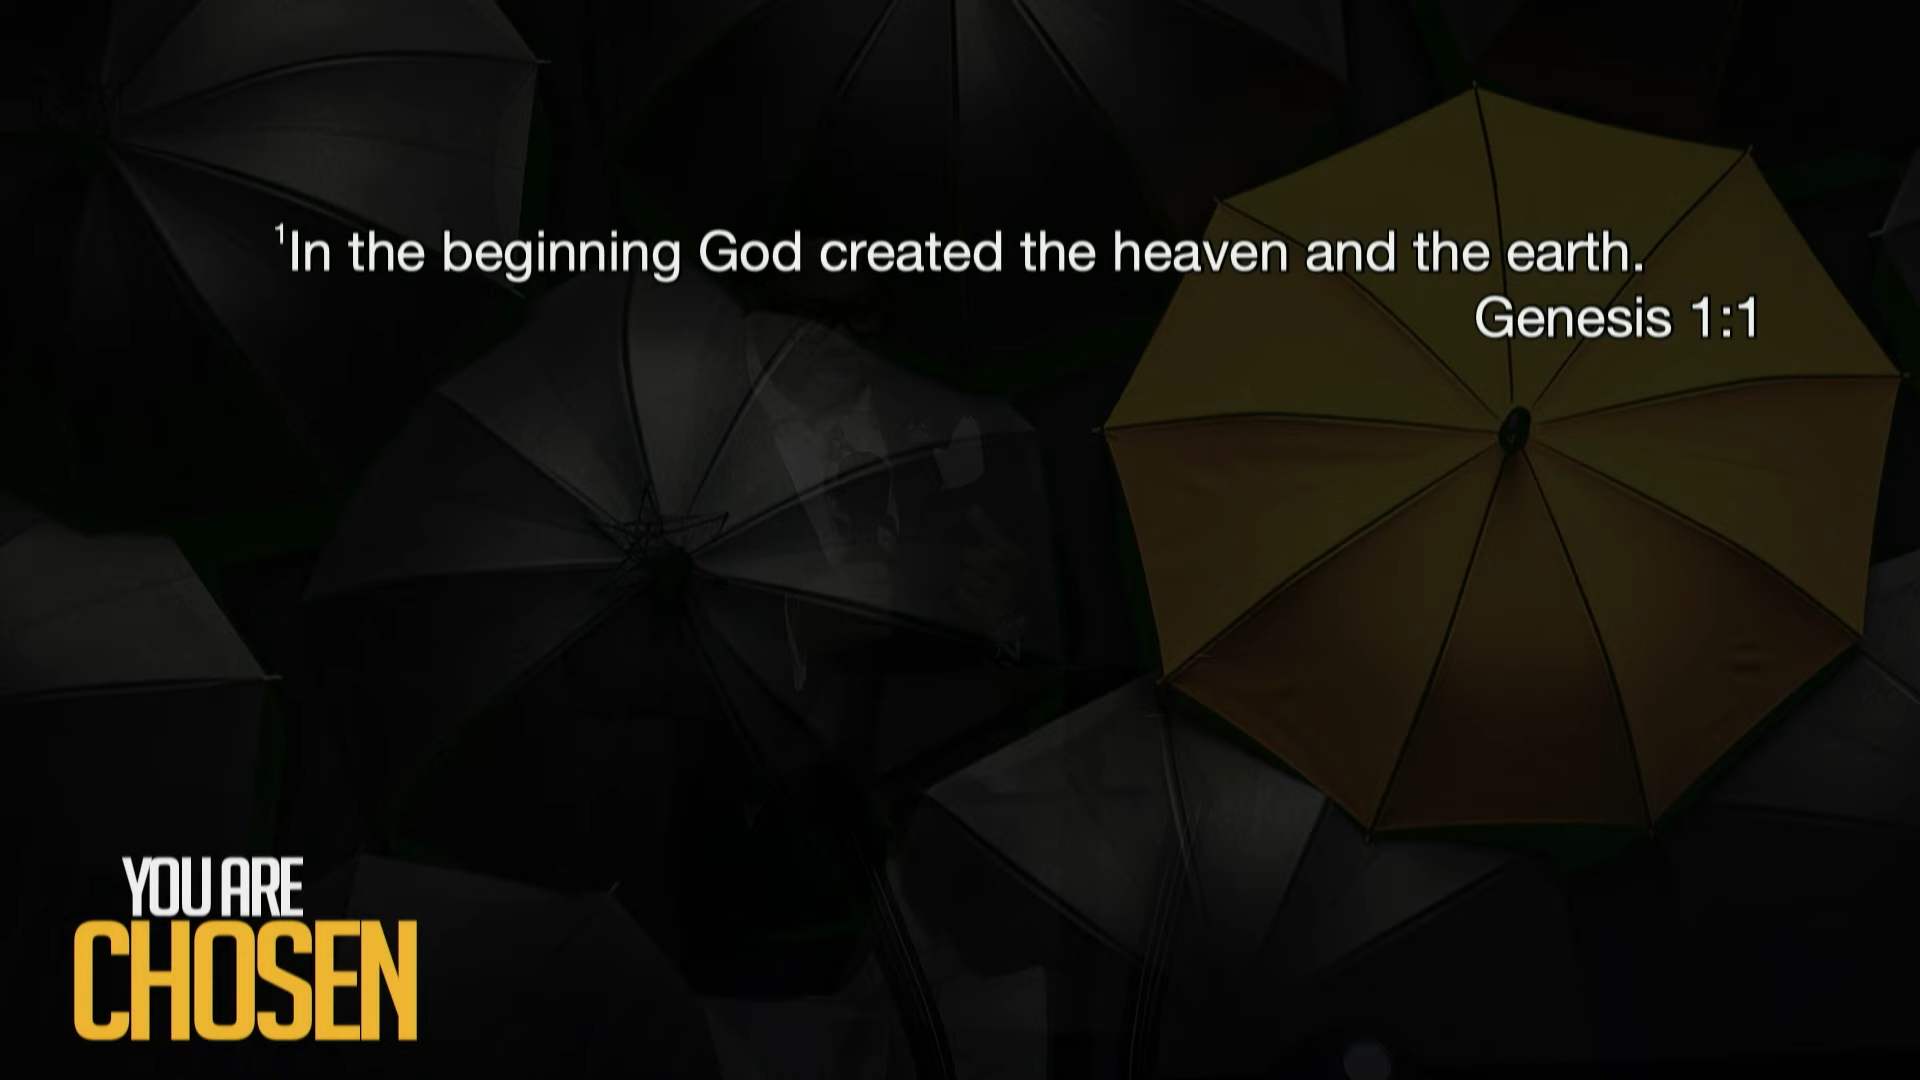 ¹In the beginning God created the heaven and the earth.
Genesis 1:1
YOU ARE
CHOSEN